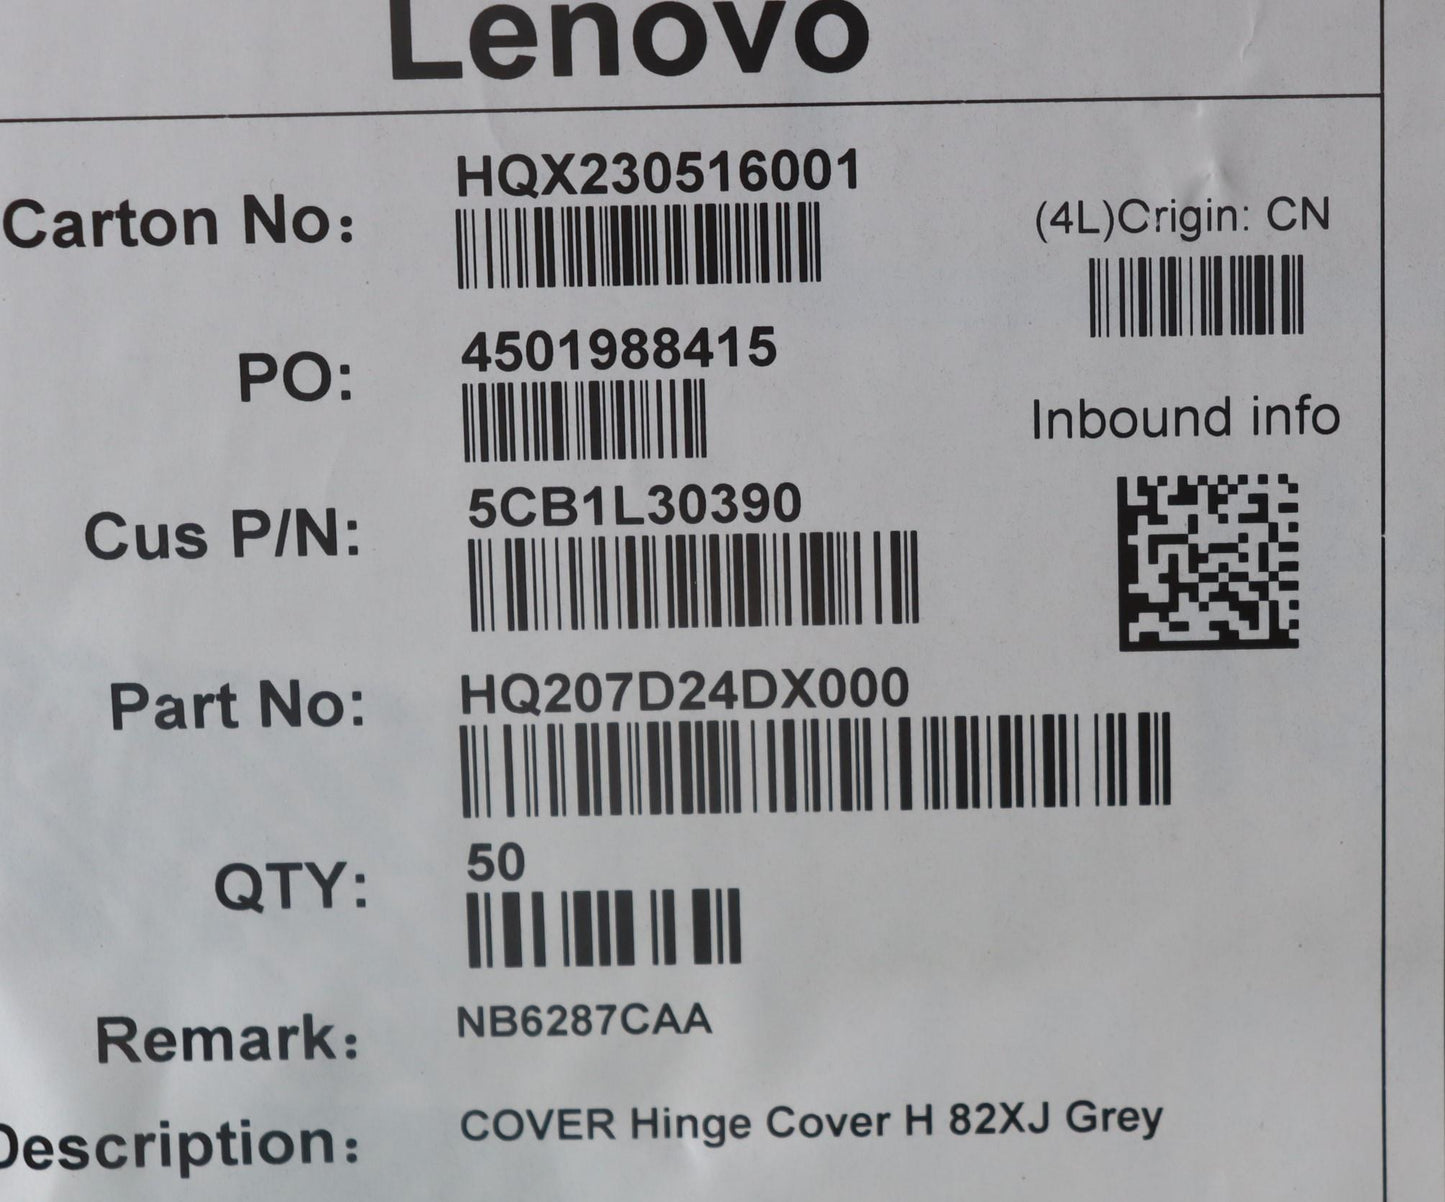 Lenovo
Carton No: HQX230516001
(4L)Crigin: CN
PO: 4501988415
Inbound info
Cus P/N: 5CB1L30390
Part No: HQ207D24DX000
QTY: 50
Remark: NB6287CAA
Description: COVER Hinge Cover H 82XJ Grey